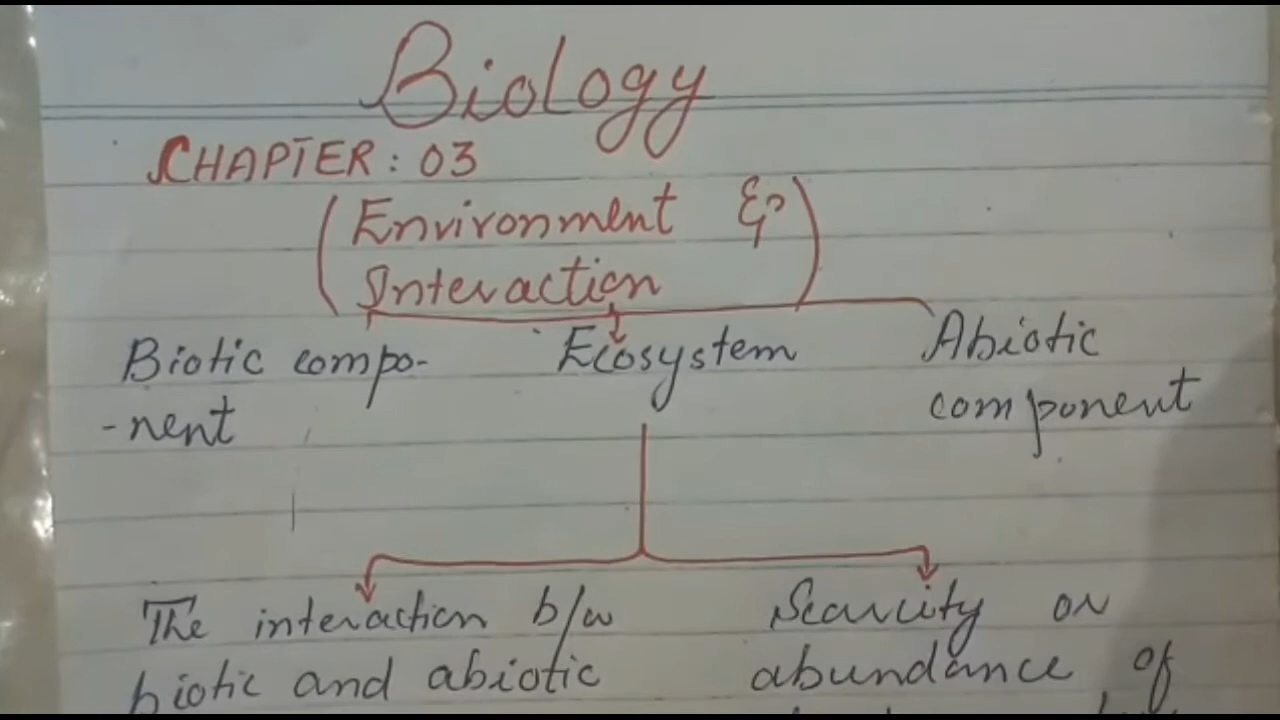 Biology
CHAPTER: 03
(Environment &
Interaction)
Biotic compo-
-nent
Ecosystem
Abiotic
component
The interaction b/w
biotic and abiotic
Scarcity or
abundance of